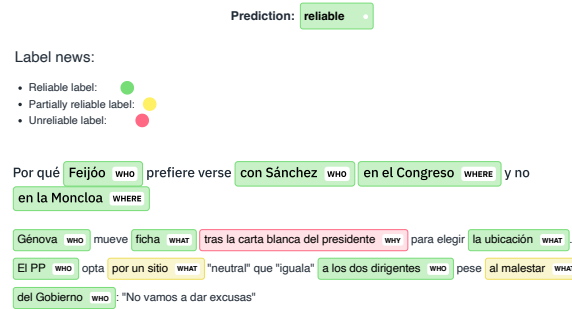 Prediction: reliable
Label news:
• Reliable label:
• Partially reliable label:
• Unreliable label:
Por qué Feijóo WHO prefiere verse con Sánchez WHO en el Congreso WHERE y no
en la Moncloa WHERE
Génova WHO mueve ficha WHAT tras la carta blanca del presidente WHY para elegir la ubicación WHAT .
El PP WHO opta por un sitio WHAT "neutral" que "iguala" a los dos dirigentes WHO pese al malestar WHAT
del Gobierno WHO : "No vamos a dar excusas"